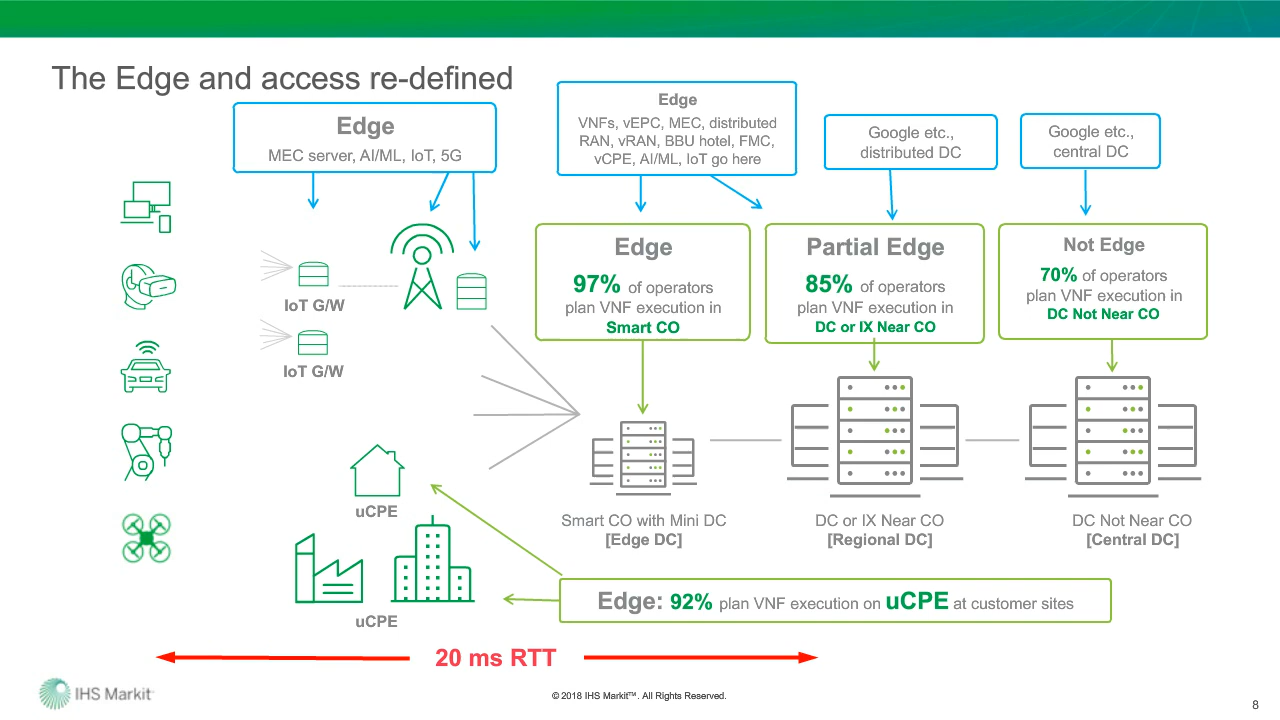 The Edge and access re-defined
Edge
MEC server, AI/ML, IoT, 5G
Edge
VNFs, vEPC, MEC, distributed
RAN, vRAN, BBU hotel, FMC,
vCPE, AI/ML, IoT go here
Google etc.,
distributed DC
Google etc.,
central DC
IoT G/W
IoT G/W
Edge
97% of operators
plan VNF execution in
Smart CO
Partial Edge
85% of operators
plan VNF execution in
DC or IX Near CO
Not Edge
70% of operators
plan VNF execution in
DC Not Near CO
uCPE
Smart CO with Mini DC
[Edge DC]
DC or IX Near CO
[Regional DC]
DC Not Near CO
[Central DC]
Edge: 92% plan VNF execution on uCPE at customer sites
uCPE
20 ms RTT
IHS Markit™
© 2018 IHS Markit™. All Rights Reserved.
8